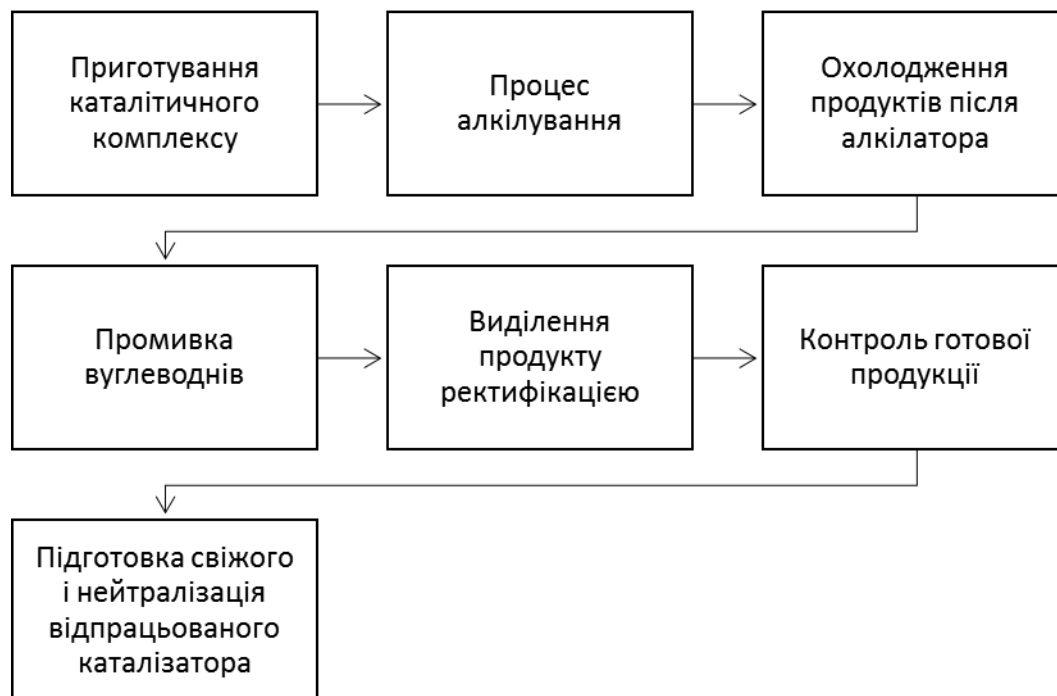 Приготування
каталітичного
комплексу
Процес
алкілування
Охолодження
продуктів після
алкілатора
Промивка
вуглеводнів
Виділення
продукту
ректифікацією
Контроль готової
продукції
Підготовка свіжого
і нейтралізація
відпрацьованого
каталізатора